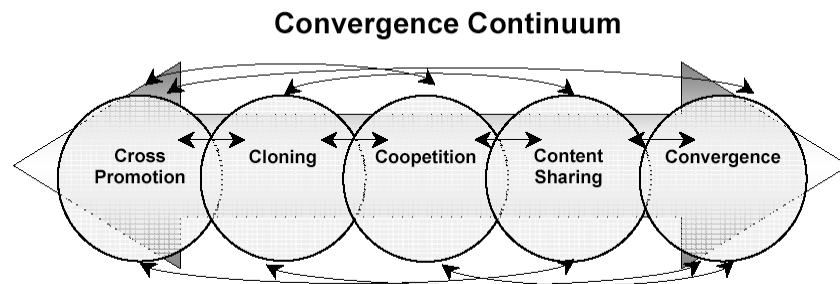 Convergence Continuum
Cross
Promotion
Cloning
Coopetition
Content
Sharing
Convergence